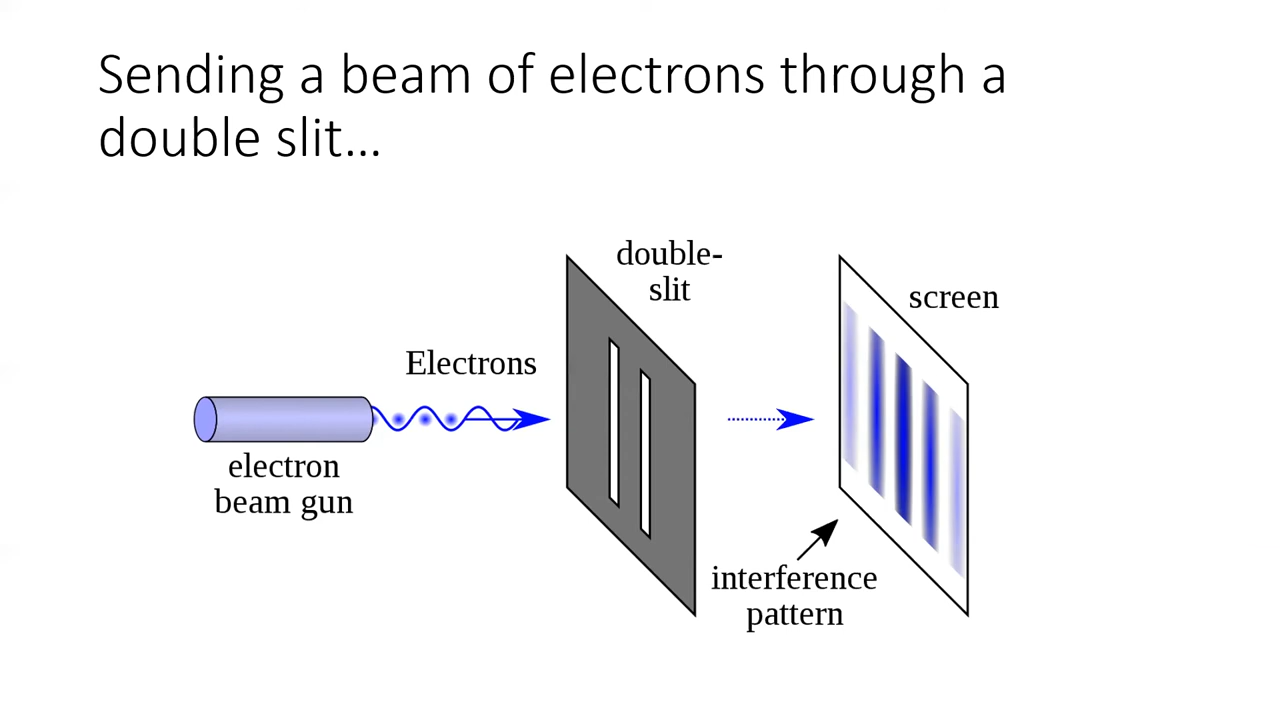 Sending a beam of electrons through a
double slit...
double-
slit
screen
Electrons
electron
beam gun
interference
pattern